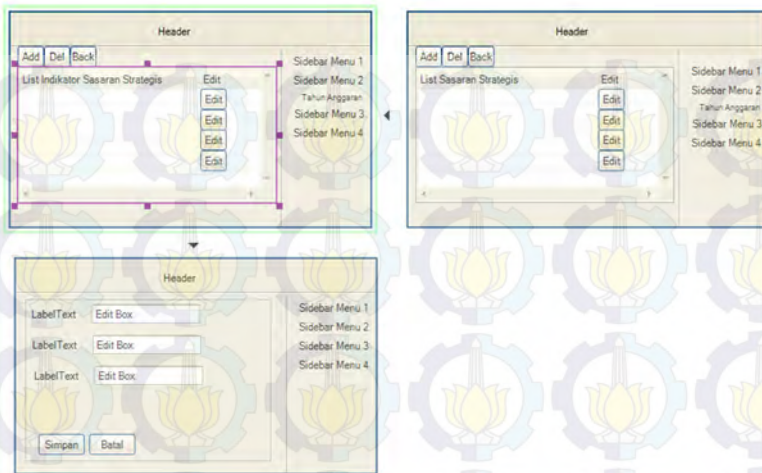 Header
Add Del Back
List Indikator Sasaran Strategis Edit
Edit
Edit
Edit
Edit
Sidebar Menu 1
Sidebar Menu 2
Tahun Anggaran
Sidebar Menu 3
Sidebar Menu 4
Header
Add Del Back
List Sasaran Strategis Edit
Edit
Edit
Edit
Edit
Sidebar Menu 1
Sidebar Menu 2
Tahun Anggaran
Sidebar Menu 3
Sidebar Menu 4
Header
LabelText Edit Box
LabelText Edit Box
LabelText Edit Box
Simpan Batal
Sidebar Menu 1
Sidebar Menu 2
Sidebar Menu 3
Sidebar Menu 4